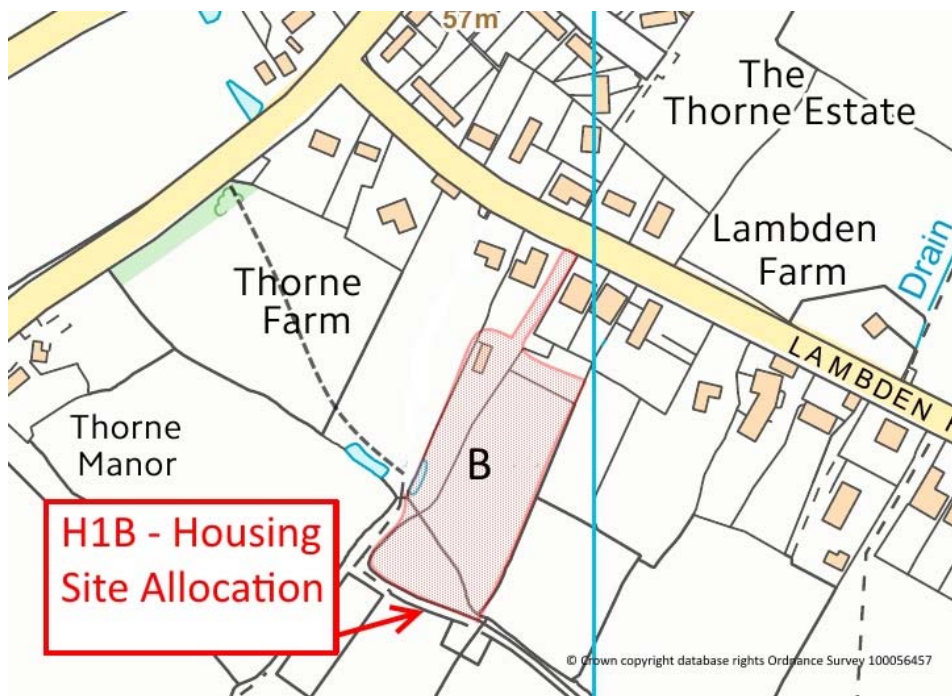 57m
The
Thorne Estate
Lambden
Farm
Drain
Thorne
Farm
LAMBDEN
Thorne
Manor
B
H1B - Housing
Site Allocation
© Crown copyright database rights Ordnance Survey 100056457